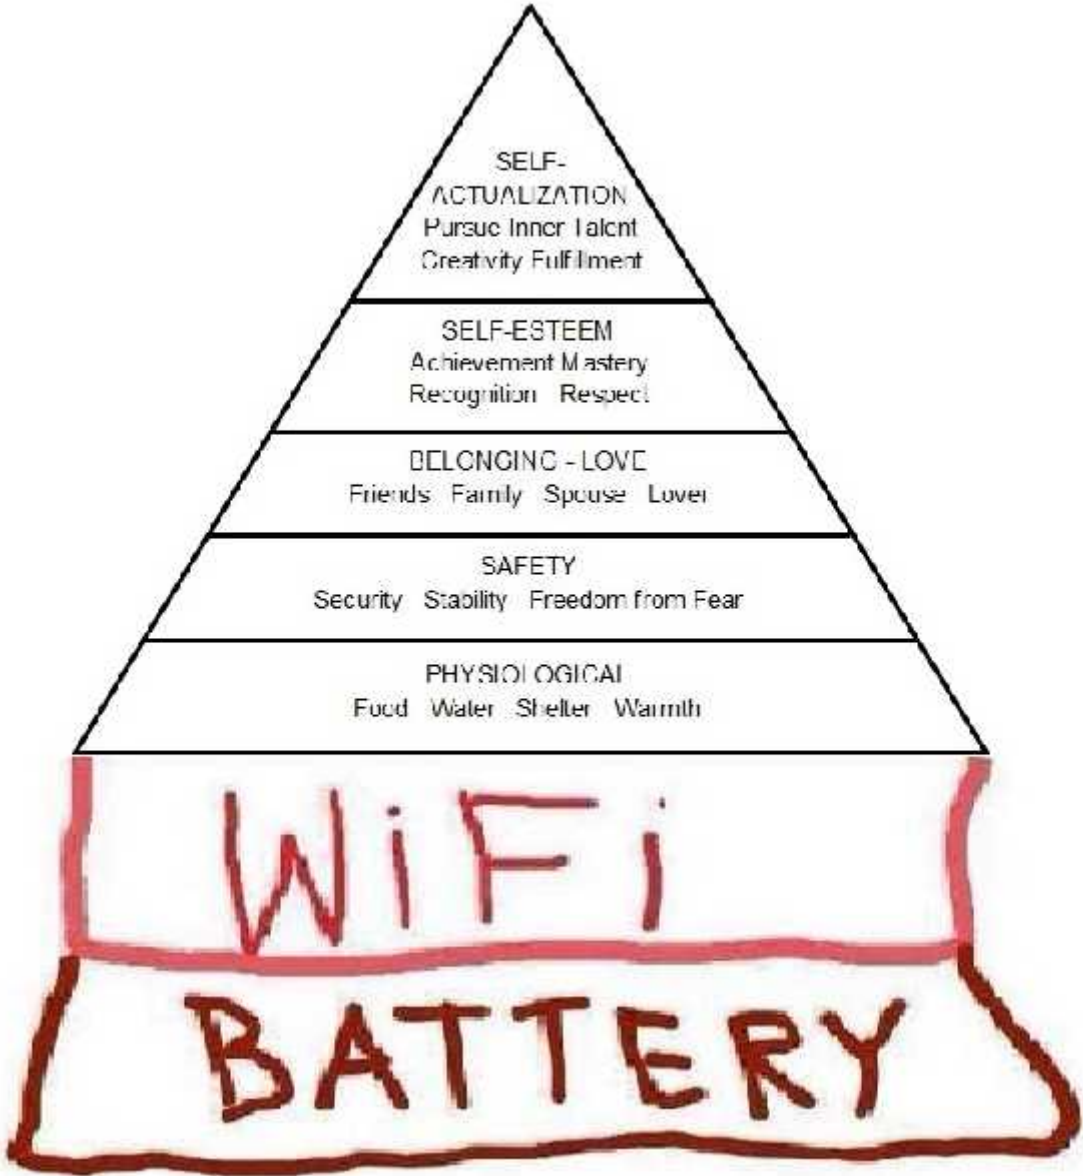 SELF-
ACTUALIZATION
Pursue Inner Talent
Creativity Fulfillment
SELF-ESTEEM
Achievement Mastery
Recognition Respect
BELONGING - LOVE
Friends Family Spouse Lover
SAFETY
Security Stability Freedom from Fear
PHYSIOLOGICAL
Food Water Shelter Warmth
WiFi
BATTERY